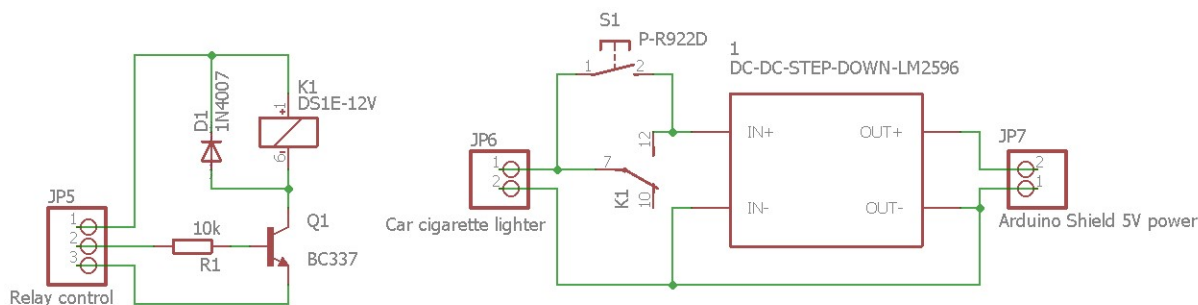 D1
1N4007
K1
DS1E-12V
1
6
JP5
1
2
3
10k
R1
Q1
BC337
Relay control
S1
P-R922D
1
2
JP6
1
2
Car cigarette lighter
7
12
10
K1
1
DC-DC-STEP-DOWN-LM2596
IN+
OUT+
IN-
OUT-
JP7
2
1
Arduino Shield 5V power